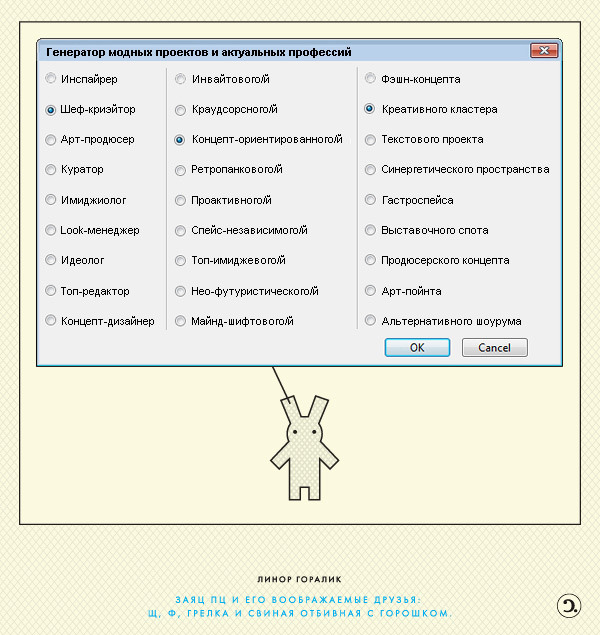 Генератор модных проектов и актуальных профессий
Инспайрер
Инвайтового/й
Фэшн-концепта
Шеф-криэйтор
Краудсорсного/й
Креативного кластера
Арт-продюсер
Концепт-ориентированного/й
Текстового проекта
Куратор
Ретропанкового/й
Синергетического пространства
Имиджиолог
Проактивного/й
Гастроспейса
Look-менеджер
Спейс-независимого/й
Выставочного спота
Идеолог
Топ-имиджевого/й
Продюсерского концепта
Топ-редактор
Нео-футуристического/й
Арт-пойнта
Концепт-дизайнер
Майнд-шифтового/й
Альтернативного шоурума
OK
Cancel
ЛИНОР ГОРАЛИК
ЗАЯЦ ПЦ И ЕГО ВООБРАЖАЕМЫЕ ДРУЗЬЯ:
Щ, Ф, ГРЕЛКА И СВИНАЯ ОТБИВНАЯ С ГОРОШКОМ.